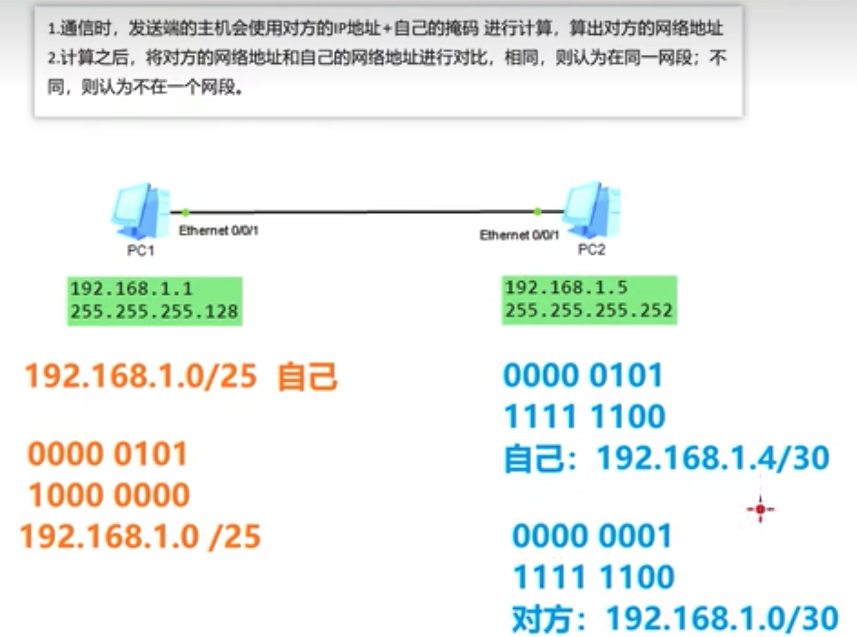 1.通信时，发送端的主机会使用对方的IP地址+自己的掩码 进行计算，算出对方的网络地址
2.计算之后，将对方的网络地址和自己的网络地址进行对比，相同，则认为在同一网段；不
同，则认为不在一个网段。
Ethernet 0/0/1
PC1
Ethernet 0/0/1
PC2
192.168.1.1
255.255.255.128
192.168.1.5
255.255.255.252
192.168.1.0/25 自己
0000 0101
1000 0000
192.168.1.0 /25
0000 0101
1111 1100
自己：192.168.1.4/30
0000 0001
1111 1100
对方：192.168.1.0/30